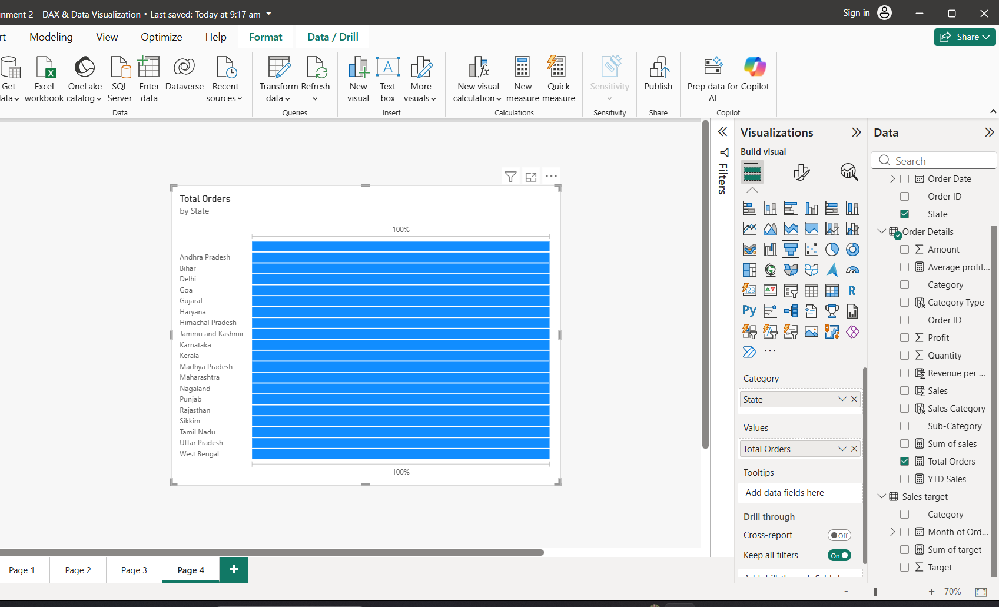 nment 2 – DAX & Data Visualization • Last saved: Today at 9:17 am
Sign in
rt Modeling View Optimize Help Format Data / Drill
Share
Get ata
Excel workbook
OneLake catalog
SQL Server
Enter data
Dataverse
Recent sources
Transform data
Refresh
New visual
A
Text box
More visuals
fx
New visual calculation
New measure
Quick measure
Sensitivity
Publish
Prep data for AI
Copilot
Data
Queries
Insert
Calculations
Sensitivity
Share
Copilot
Total Orders
by State
100%
Andhra Pradesh
Bihar
Delhi
Goa
Gujarat
Haryana
Himachal Pradesh
Jammu and Kashmir
Karnataka
Kerala
Madhya Pradesh
Maharashtra
Nagaland
Punjab
Rajasthan
Sikkim
Tamil Nadu
Uttar Pradesh
West Bengal
100%
Filters
Visualizations
Build visual
123
R
Py
Category
State
Values
Total Orders
Tooltips
Add data fields here
Drill through
Cross-report
Off
Keep all filters
On
Data
Search
Order Date
Order ID
State
Order Details
Amount
Average profit...
Category
Category Type
Order ID
Profit
Quantity
Revenue per ...
Sales
Sales Category
Sub-Category
Sum of sales
Total Orders
YTD Sales
Sales target
Category
Month of Ord...
Sum of target
Target
Page 1
Page 2
Page 3
Page 4
+
- + 70%